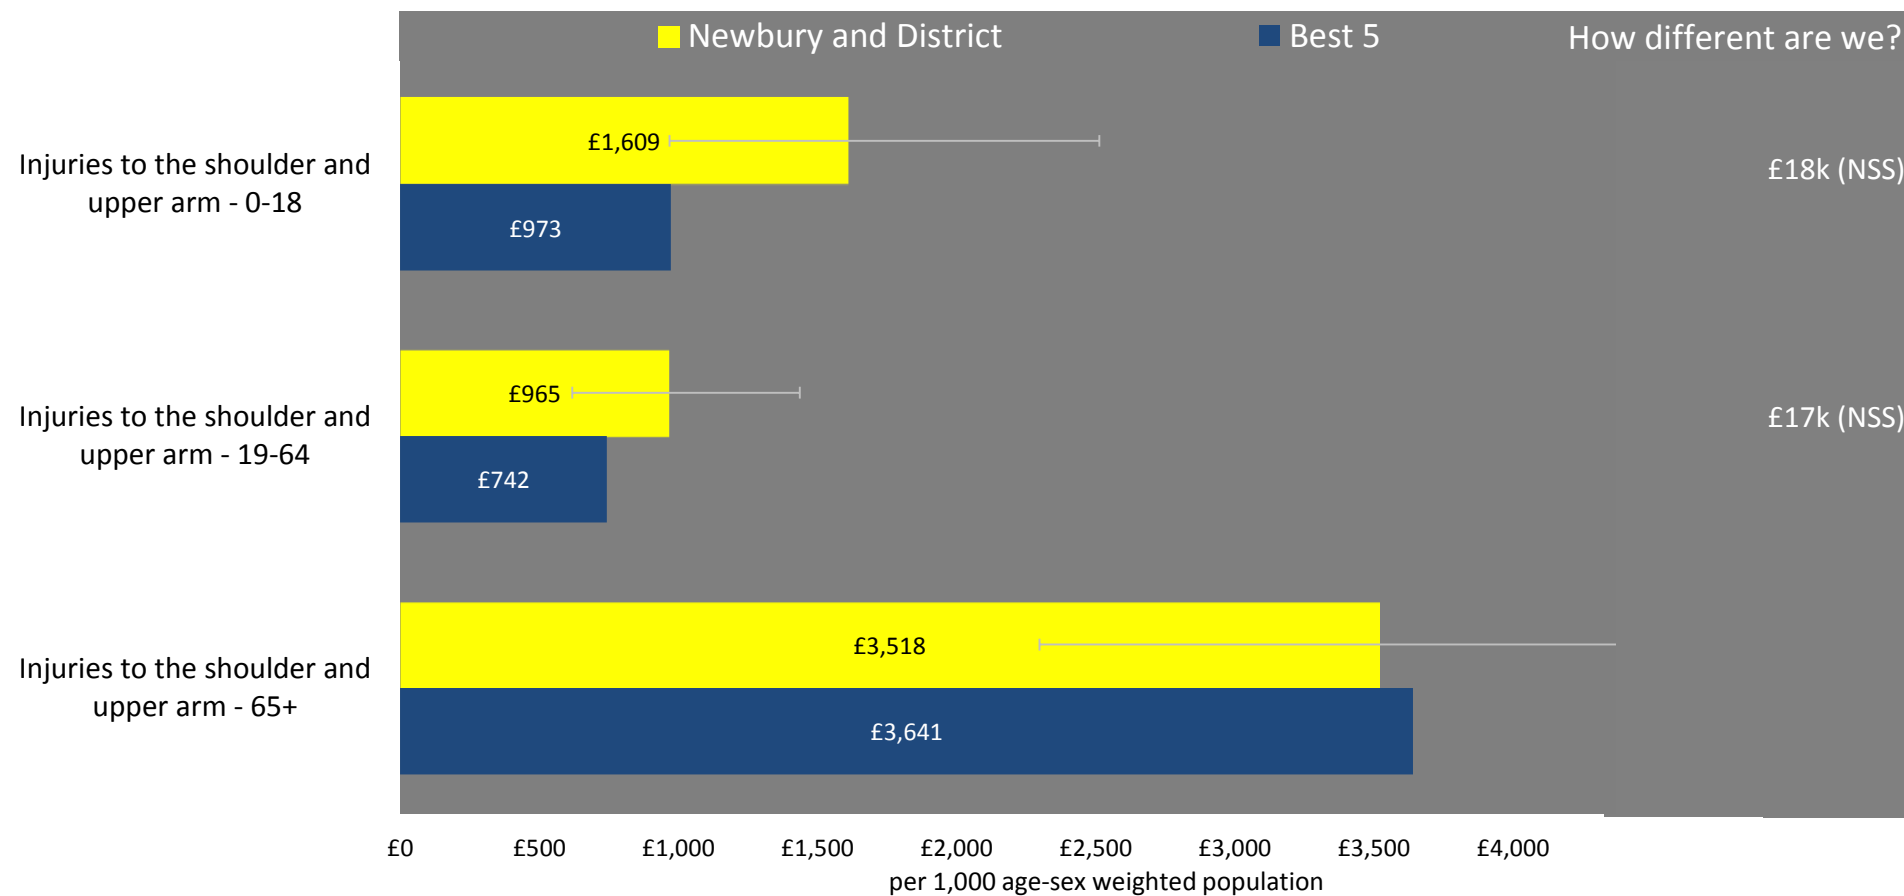 Newbury and District
Best 5
How different are we?
Injuries to the shoulder and
upper arm - 0-18
£1,609
£973
£18k (NSS)
Injuries to the shoulder and
upper arm - 19-64
£965
£742
£17k (NSS)
Injuries to the shoulder and
upper arm - 65+
£3,518
£3,641
£0 £500 £1,000 £1,500 £2,000 £2,500 £3,000 £3,500 £4,000
per 1,000 age-sex weighted population